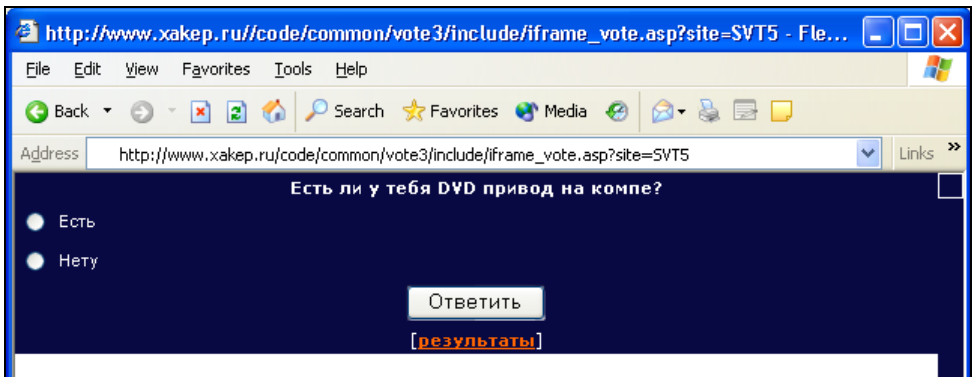 http://www.xakep.ru//code/common/vote3/include/iframe_vote.asp?site=SVT5 - Fle...
File Edit View Favorites Tools Help
Back Search Favorites Media
Address http://www.xakep.ru/code/common/vote3/include/iframe_vote.asp?site=SVT5 Links »
Есть ли у тебя DVD привод на компе?
Есть
Нету
Ответить
[результаты]